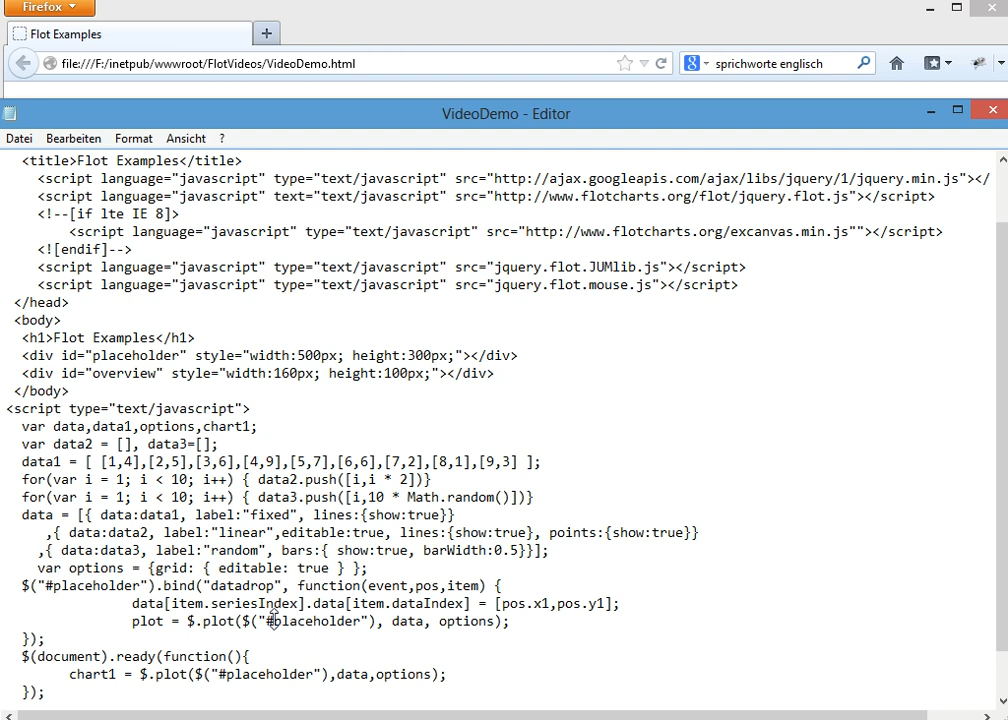 Firefox
Flot Examples
file:///F:/inetpub/wwwroot/FlotVideos/VideoDemo.html
sprichworte englisch
VideoDemo - Editor
Datei Bearbeiten Format Ansicht ?
<title>Flot Examples</title>
<script language="javascript" type="text/javascript" src="http://ajax.googleapis.com/ajax/libs/jquery/1/jquery.min.js"></
<script language="javascript" text="text/javascript" src="http://www.flotcharts.org/flot/jquery.flot.js"></script>
<!--[if lte IE 8]>
<script language="javascript" type="text/javascript" src="http://www.flotcharts.org/excanvas.min.js""></script>
<![endif]-->
<script language="javascript" type="text/javascript" src="jquery.flot.JUMlib.js"></script>
<script language="javascript" type="text/javascript" src="jquery.flot.mouse.js"></script>
</head>
<body>
<h1>Flot Examples</h1>
<div id="placeholder" style="width:500px; height:300px;"></div>
<div id="overview" style="width:160px; height:100px;"></div>
</body>
<script type="text/javascript">
var data,data1,options,chart1;
var data2 = [], data3=[];
data1 = [ [1,4],[2,5],[3,6],[4,9],[5,7],[6,6],[7,2],[8,1],[9,3] ];
for(var i = 1; i < 10; i++) { data2.push([i,i * 2])}
for(var i = 1; i < 10; i++) { data3.push([i,10 * Math.random()])}
data = [{ data:data1, label:"fixed", lines:{show:true}}
,{ data:data2, label:"linear",editable:true, lines:{show:true}, points:{show:true}}
,{ data:data3, label:"random", bars:{ show:true, barWidth:0.5}}];
var options = {grid: { editable: true } };
$("#placeholder").bind("datadrop", function(event,pos,item) {
data[item.seriesIndex].data[item.dataIndex] = [pos.x1,pos.y1];
plot = $.plot($("#placeholder"), data, options);
});
$(document).ready(function(){
chart1 = $.plot($("#placeholder"),data,options);
});